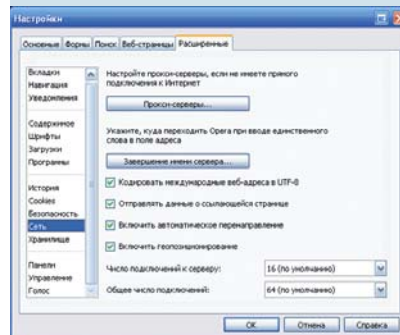 Настройки
Основные Формы Поиск Веб-страницы Расширенные
Вкладки
Навигация
Уведомления
Содержимое
Шрифты
Загрузки
Программы
История
Cookies
Безопасность
Сеть
Хранилище
Панели
Управление
Голос
Настройте прокси-серверы, если не имеете прямого
подключения к Интернет
Прокси-серверы...
Укажите, куда переходить Opera при вводе единственного
слова в поле адреса
Завершение имени сервера...
Кодировать международные веб-адреса в UTF-8
Отправлять данные о ссылающейся странице
Включить автоматическое перенаправление
Включить геопозиционирование
Число подключений к серверу: 16 (по умолчанию)
Общее число подключений: 64 (по умолчанию)
OK Отмена Справка